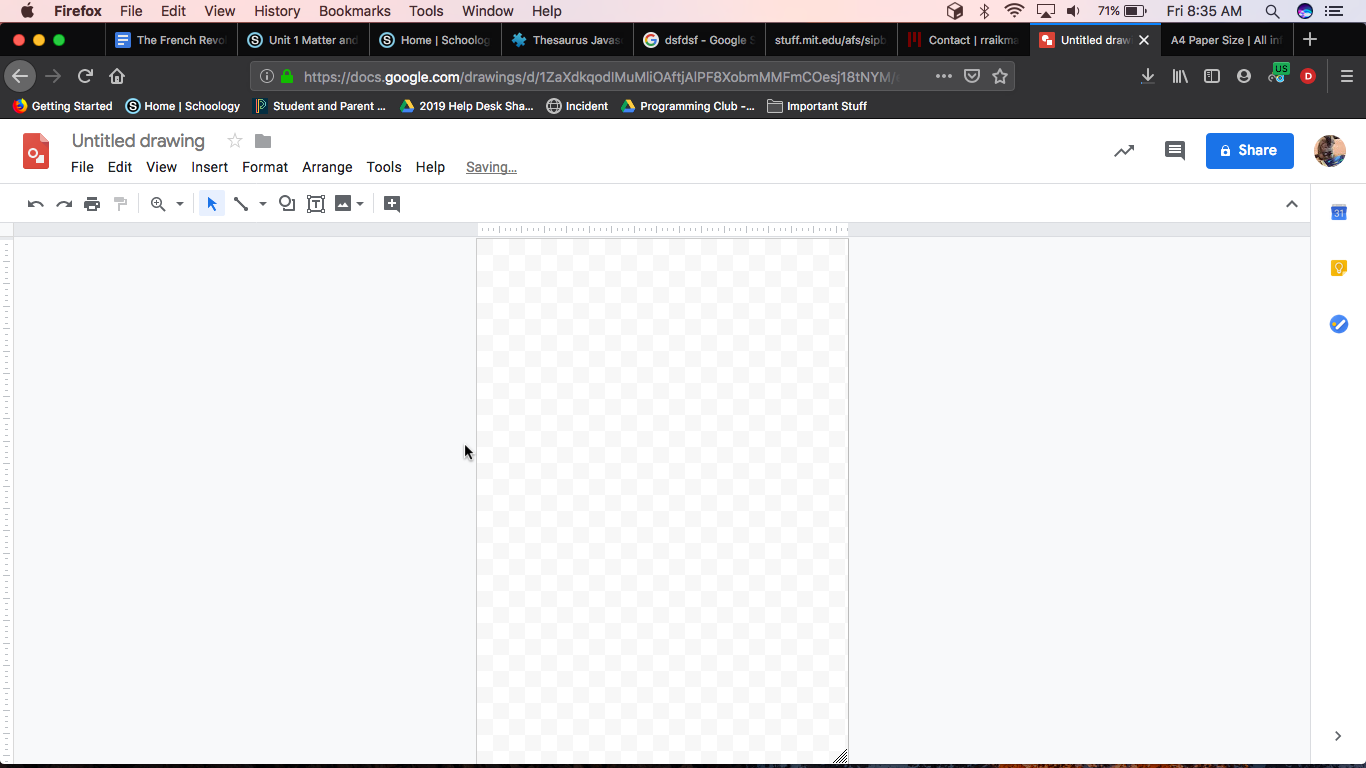 Firefox File Edit View History Bookmarks Tools Window Help 71% Fri 8:35 AM
The French Revo Unit 1 Matter and Home | Schoolog Thesaurus Javas dsfdsf - Google S stuff.mit.edu/afs/sipb Contact | rraikma Untitled draw A4 Paper Size | All in
https://docs.google.com/drawings/d/1ZaXdkqodIMuMliOAftjAlPF8XobmMMFmCOesj18tNYM/e US D
Getting Started Home | Schoology Student and Parent ... 2019 Help Desk Sha... Incident Programming Club -... Important Stuff
Untitled drawing
File Edit View Insert Format Arrange Tools Help Saving...
Share
31